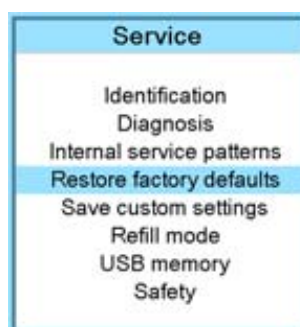 Service
Identification
Diagnosis
Internal service patterns
Restore factory defaults
Save custom settings
Refill mode
USB memory
Safety